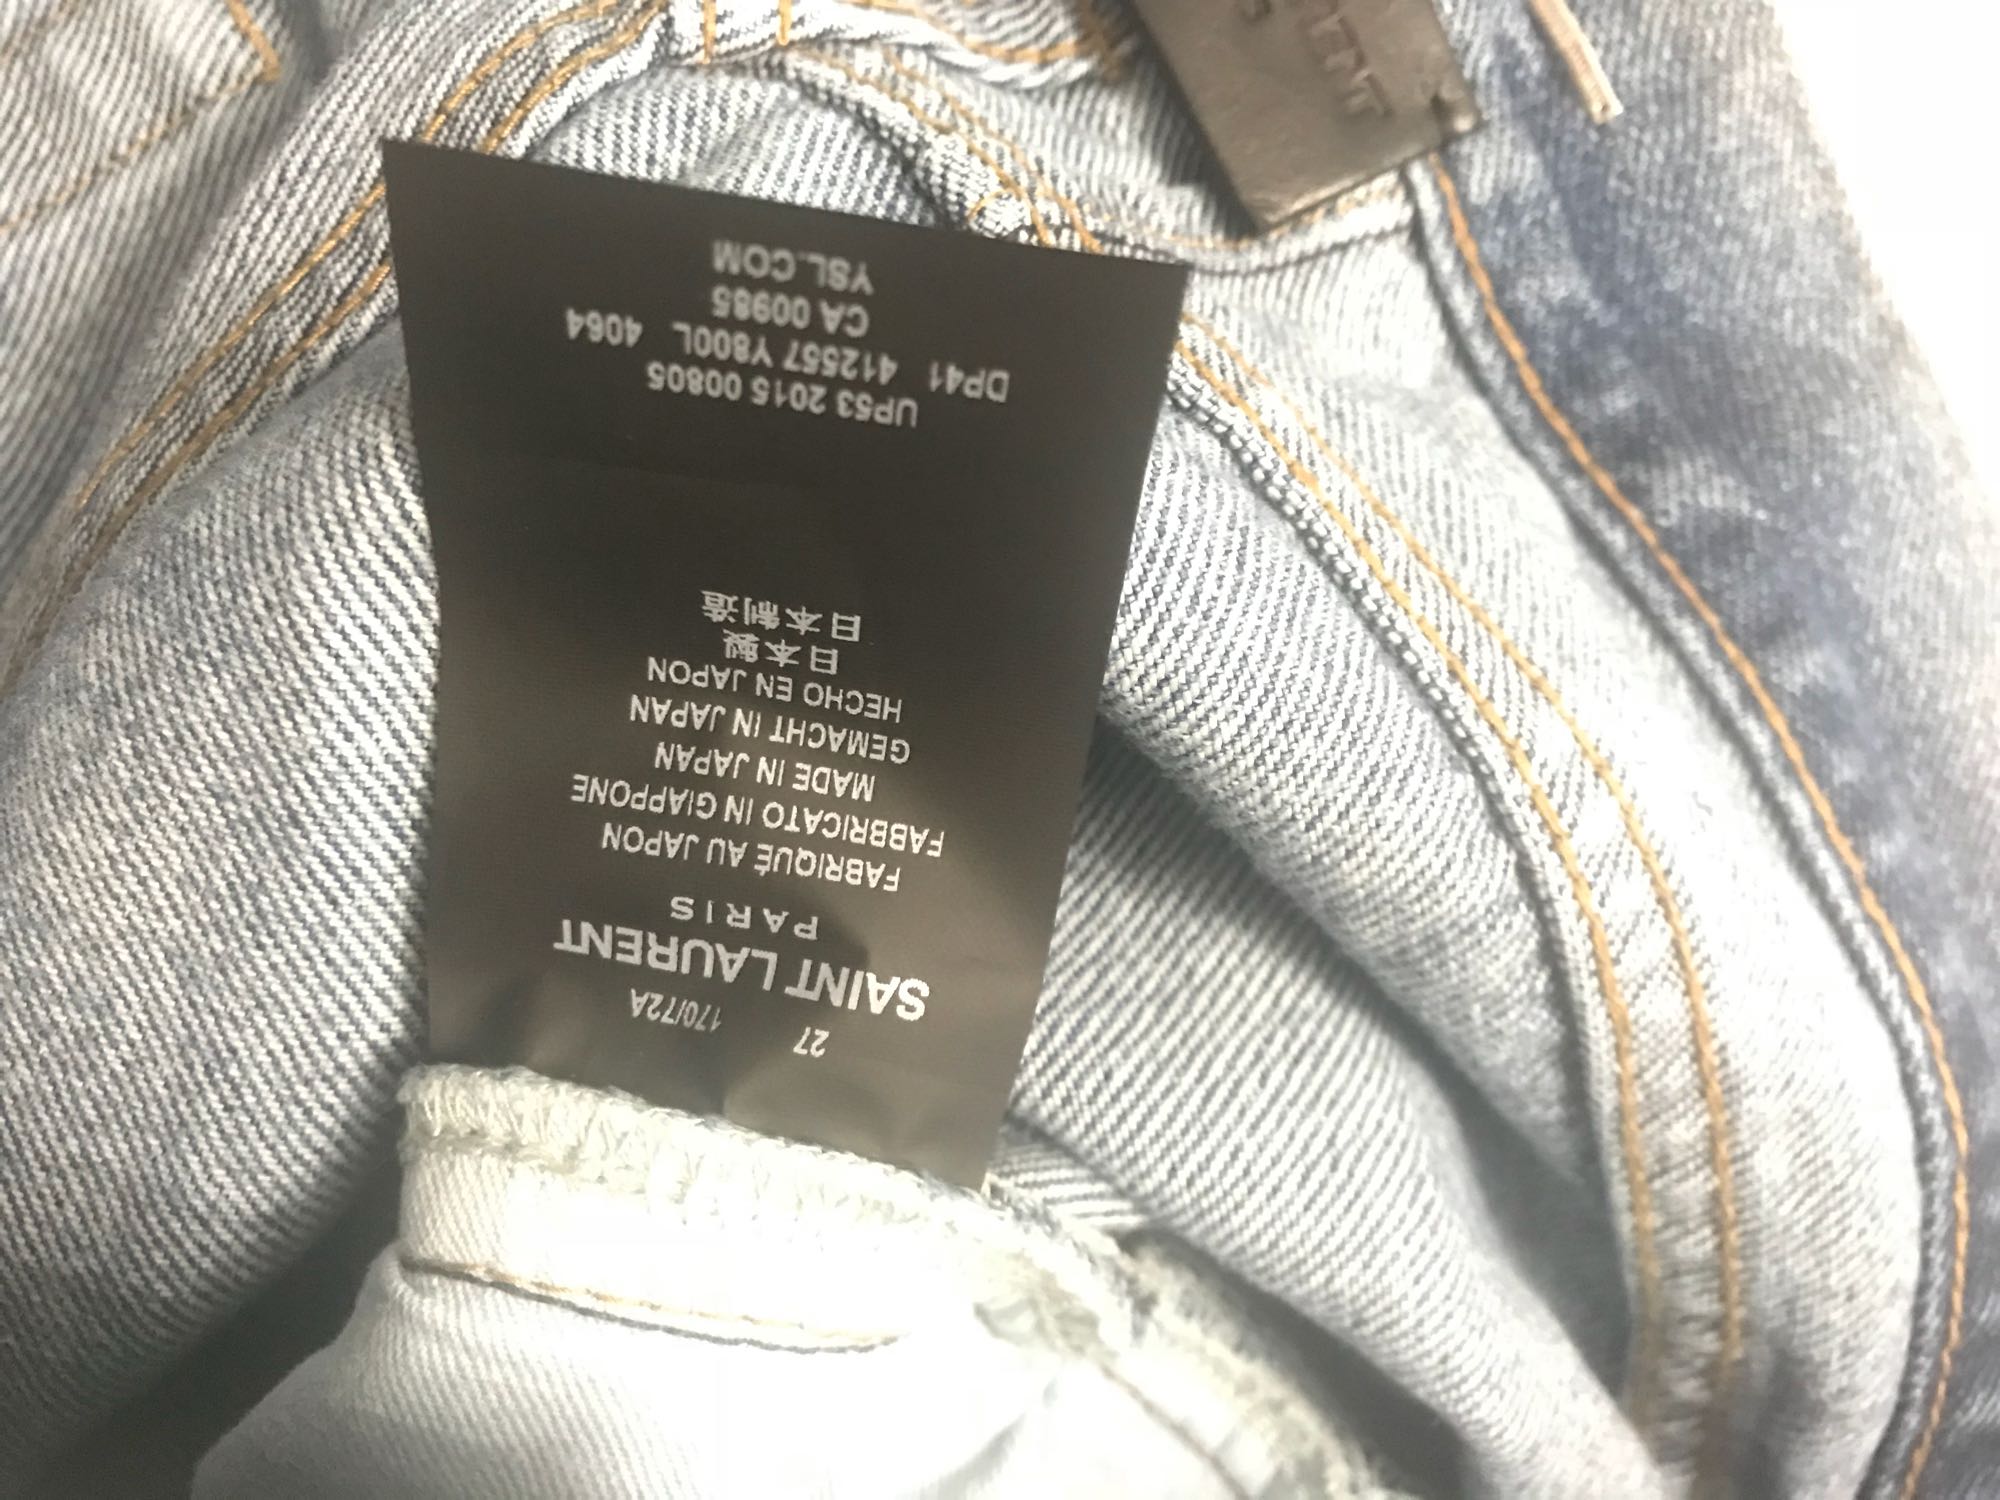 27 170/72A
SAINT LAURENT
PARIS
FABRIQUÉ AU JAPON
FABBRICATO IN GIAPPONE
MADE IN JAPAN
GEMACHT IN JAPAN
HECHO EN JAPON
日本製
日本制造
UP53 2015 00805
DP41 412557 Y800L 4064
CA 00985
YSL.COM